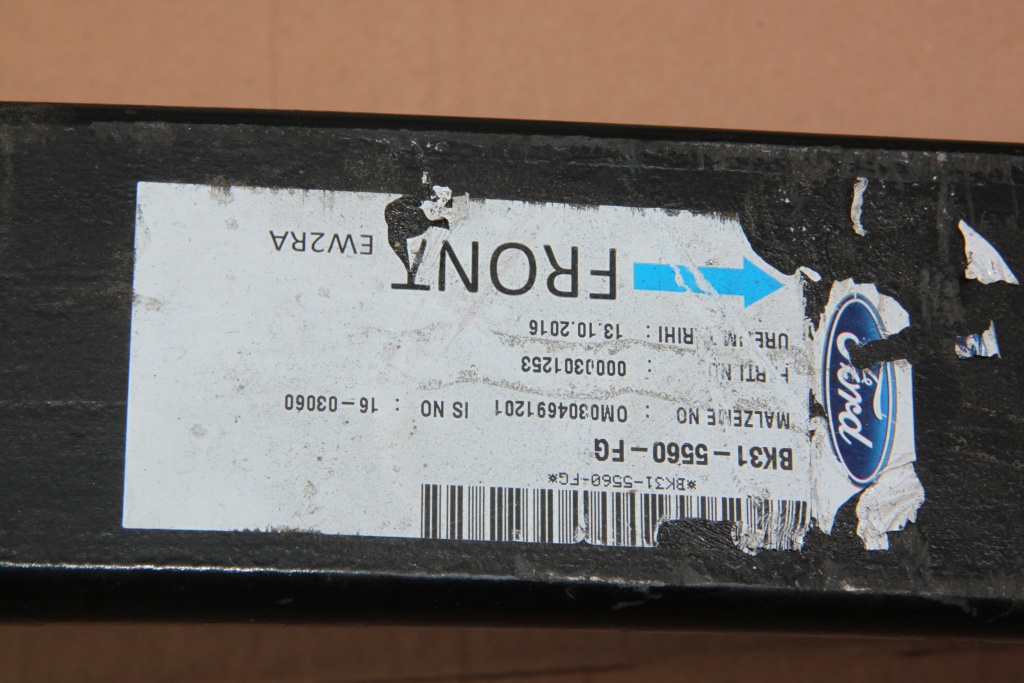 Ford
*BK31-5560-FG*
BK31-5560-FG
MALZEME NO : OM0304691201 IS NO : 16-03060
: 0000301253
: 13.10.2016
FRONT EW2RA